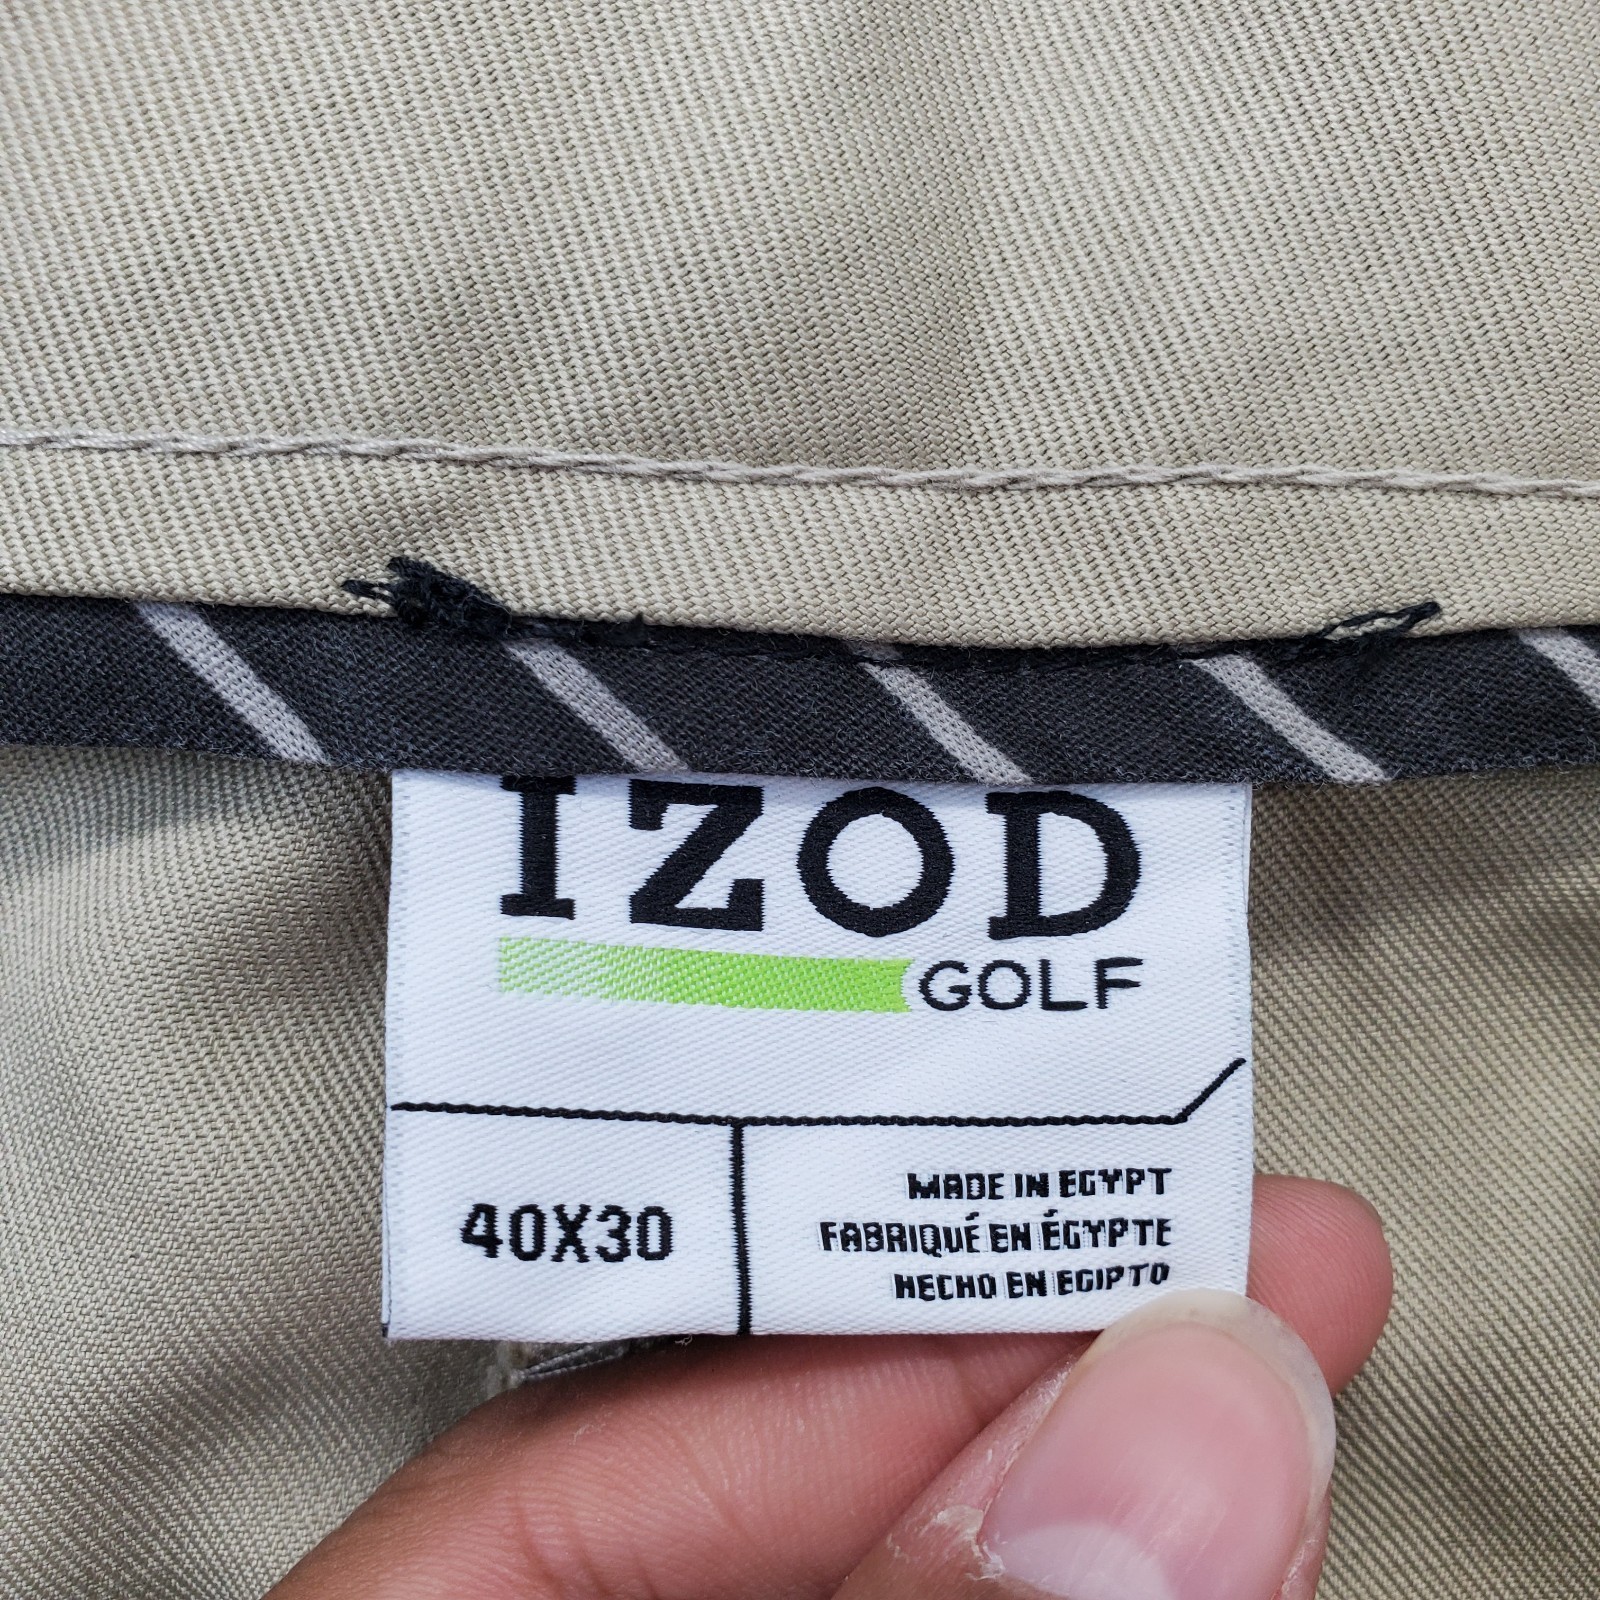 IZOD
GOLF
40X30
MADE IN EGYPT
FABRIQUÉ EN ÉGYPTE
HECHO EN EGIPTO